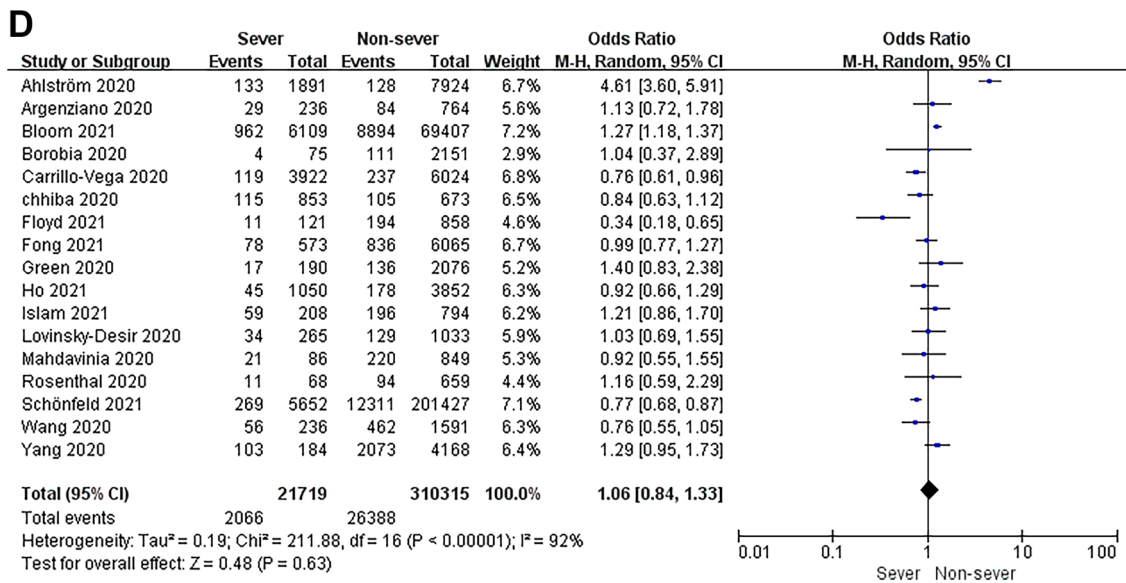 D
Sever Non-sever Odds Ratio Odds Ratio
Study or Subgroup Events Total Events Total Weight M-H, Random, 95% CI M-H, Random, 95% CI
Ahlström 2020 133 1891 128 7924 6.7% 4.61 [3.60, 5.91]
Argenziano 2020 29 236 84 764 6.0% 1.13 [0.72, 1.78]
Bloom 2021 962 6109 8894 69407 7.2% 1.27 [1.18, 1.37]
Borobia 2020 4 75 111 2151 2.9% 1.04 [0.37, 2.89]
Carrillo-Vega 2020 119 3922 237 6024 6.8% 0.76 [0.61, 0.96]
chhiba 2020 115 853 105 673 6.5% 0.84 [0.63, 1.12]
Floyd 2021 11 121 194 858 4.6% 0.34 [0.18, 0.65]
Fong 2021 78 573 836 6065 6.7% 0.99 [0.77, 1.27]
Green 2020 17 190 136 2076 5.2% 1.40 [0.83, 2.38]
Ho 2021 45 1050 178 3852 6.3% 0.92 [0.66, 1.29]
Islam 2021 59 208 196 794 6.2% 1.21 [0.86, 1.70]
Lovinsky-Desir 2020 34 265 129 1033 5.9% 1.03 [0.69, 1.55]
Mahdavinia 2020 21 86 220 849 5.3% 0.92 [0.55, 1.55]
Rosenthal 2020 11 68 94 659 4.4% 1.16 [0.59, 2.29]
Schönfeld 2021 269 5652 12311 201427 7.1% 0.77 [0.68, 0.87]
Wang 2020 56 236 462 1591 6.3% 0.76 [0.55, 1.05]
Yang 2020 103 184 2073 4168 6.4% 1.29 [0.95, 1.73]
Total (95% CI) 21719 310315 100.0% 1.06 [0.84, 1.33]
Total events 2066 26388
Heterogeneity: Tau² = 0.19; Chi² = 211.88, df = 16 (P < 0.00001); I² = 92%
Test for overall effect: Z = 0.48 (P = 0.63)
0.01 0.1 1 10 100
Sever Non-sever